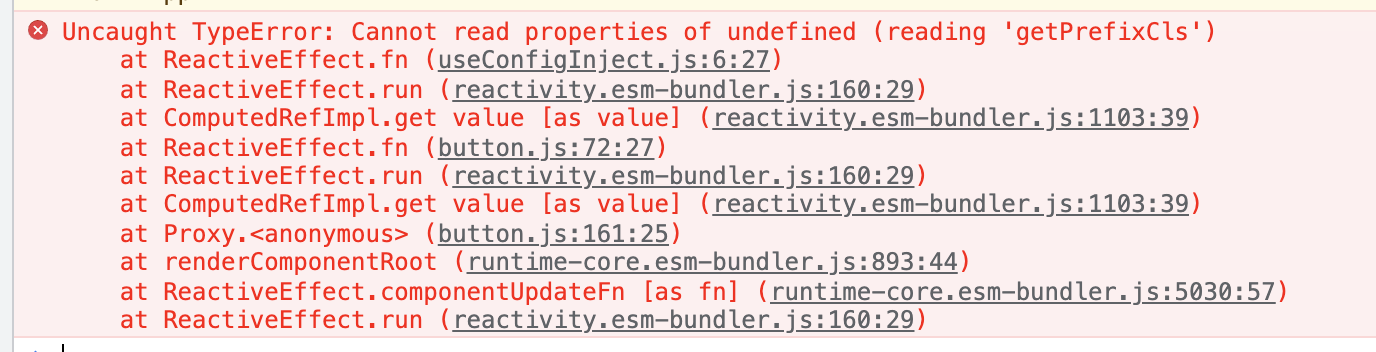 Uncaught TypeError: Cannot read properties of undefined (reading 'getPrefixCls')
at ReactiveEffect.fn (useConfigInject.js:6:27)
at ReactiveEffect.run (reactivity.esm-bundler.js:160:29)
at ComputedRefImpl.get value [as value] (reactivity.esm-bundler.js:1103:39)
at ReactiveEffect.fn (button.js:72:27)
at ReactiveEffect.run (reactivity.esm-bundler.js:160:29)
at ComputedRefImpl.get value [as value] (reactivity.esm-bundler.js:1103:39)
at Proxy.<anonymous> (button.js:161:25)
at renderComponentRoot (runtime-core.esm-bundler.js:893:44)
at ReactiveEffect.componentUpdateFn [as fn] (runtime-core.esm-bundler.js:5030:57)
at ReactiveEffect.run (reactivity.esm-bundler.js:160:29)